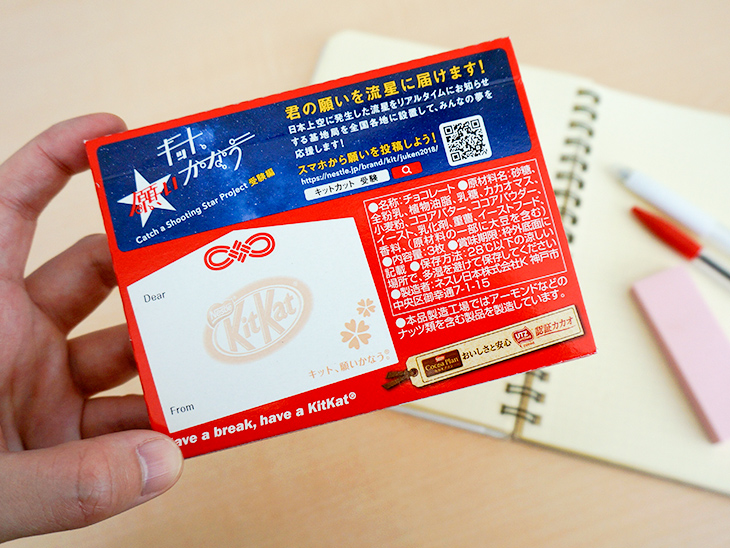 キット、
願い
かなう
Catch a Shooting Star Project 受験編
君の願いを流星に届けます!
日本上空に発生した流星をリアルタイムにお知らせ
する基地局を全国各地に設置して、みんなの夢を
応援します!
スマホから願いを投稿しよう!
https://nestle.jp/brand/kit/juken2018/
キットカット 受験
●名称:チョコレート●原材料名:砂糖、
全粉乳、植物油脂、乳糖、カカオマス、
小麦粉、ココアバター、ココアパウダー、
イースト、乳化剤、重曹、イーストフード、
香料、(原材料の一部に大豆を含む)
●内容量:3枚●賞味期限:枠外底面に
記載●保存方法:28℃以下の涼しい
場所で、多湿を避けて保存してください
●製造者:ネスレ日本株式会社K 神戸市
中央区御幸通7-1-15
●本品製造工場ではアーモンドなどの
ナッツ類を含む製品を製造しています。
Dear
Nestlé
KitKat
キット、願いかなう®
From
Cocoa Plan
おいしさと安心
UTZ
認証カカオ
have a break, have a KitKat®